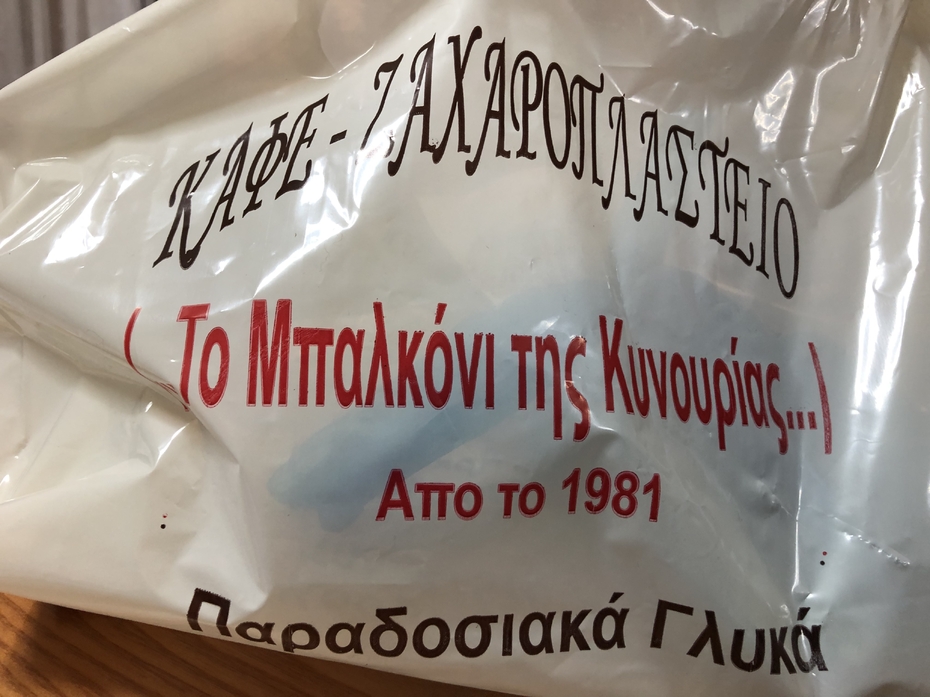 ΚΑΦΕ-ΖΑΧΑΡΟΠΛΑΣΤΕΙΟ
(Το Μπαλκόνι της Κυνουρίας...)
Απο το 1981
Παραδοσιακά Γλυκά